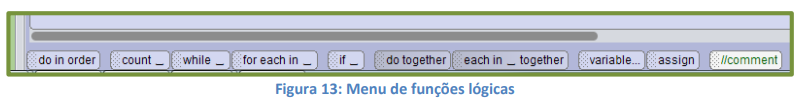 do in order count _ while _ for each in _ if _ do together each in _ together variable... assign //comment
Figura 13: Menu de funções lógicas